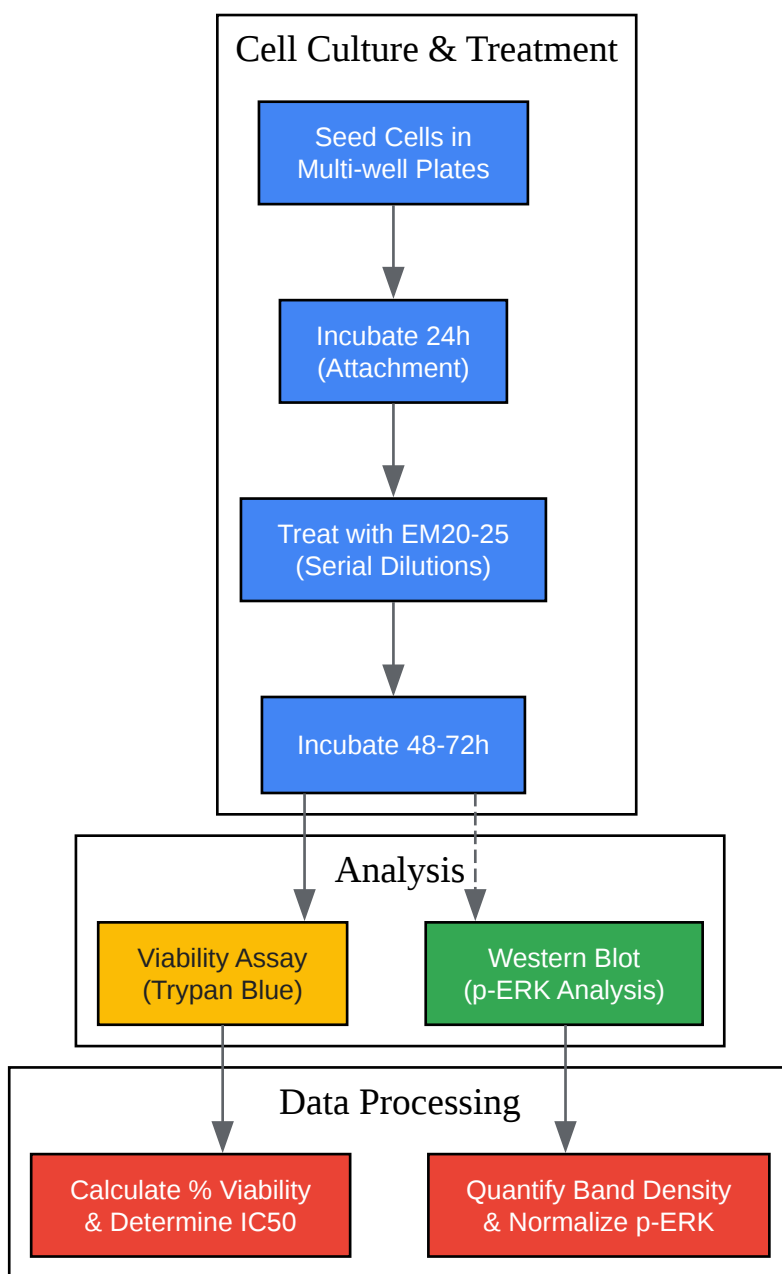 Cell Culture & Treatment
Seed Cells in
Multi-well Plates
Incubate 24h
(Attachment)
Treat with EM20-25
(Serial Dilutions)
Incubate 48-72h
Analysis
Viability Assay
(Trypan Blue)
Western Blot
(p-ERK Analysis)
Data Processing
Calculate % Viability
& Determine IC50
Quantify Band Density
& Normalize p-ERK